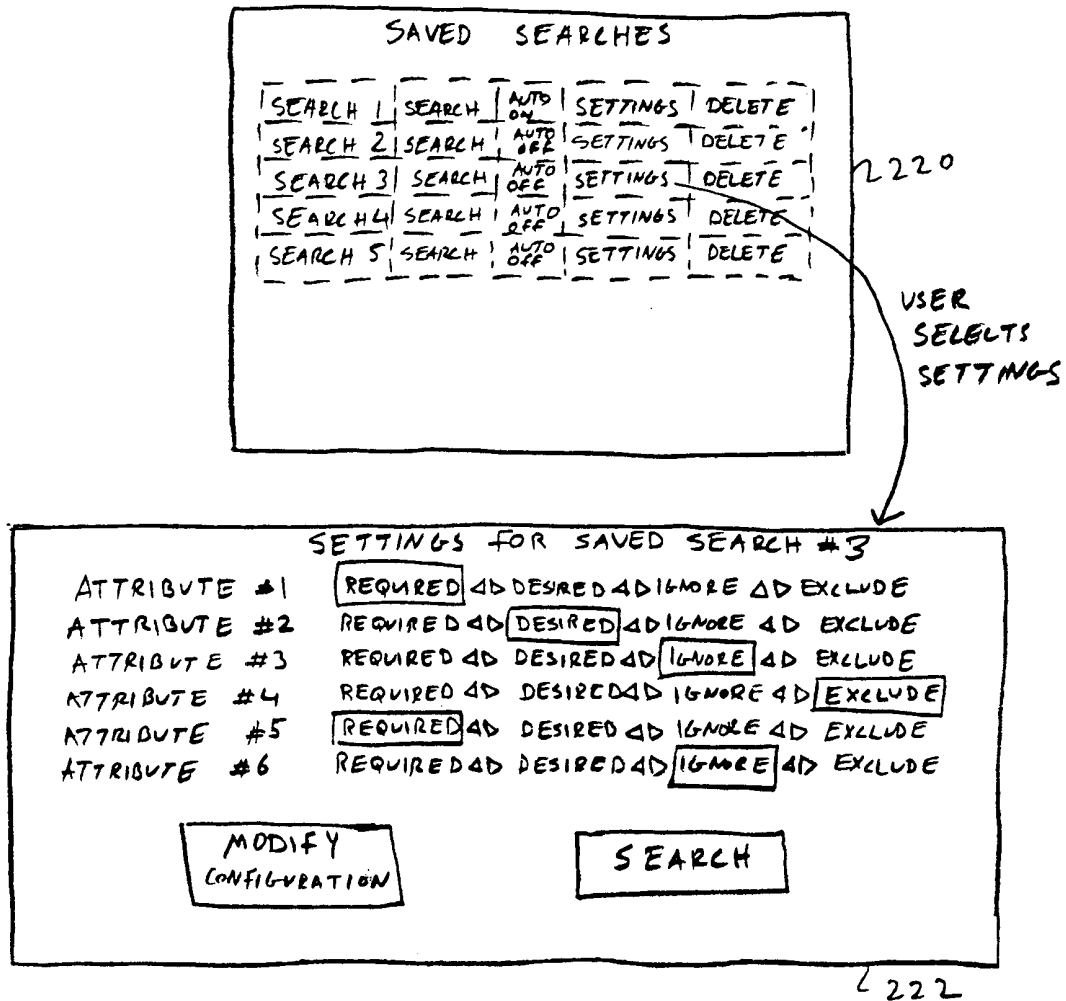 SAVED SEARCHES
SEARCH 1 SEARCH AUTO ON SETTINGS DELETE
SEARCH 2 SEARCH AUTO OFF SETTINGS DELETE
SEARCH 3 SEARCH AUTO OFF SETTINGS DELETE
SEARCH 4 SEARCH AUTO OFF SETTINGS DELETE
SEARCH 5 SEARCH AUTO OFF SETTINGS DELETE
220
USER
SELECTS
SETTINGS
SETTINGS FOR SAVED SEARCH #3
ATTRIBUTE #1 REQUIRED ◁▷ DESIRED ◁▷ IGNORE ◁▷ EXCLUDE
ATTRIBUTE #2 REQUIRED ◁▷ DESIRED ◁▷ IGNORE ◁▷ EXCLUDE
ATTRIBUTE #3 REQUIRED ◁▷ DESIRED ◁▷ IGNORE ◁▷ EXCLUDE
ATTRIBUTE #4 REQUIRED ◁▷ DESIRED ◁▷ IGNORE ◁▷ EXCLUDE
ATTRIBUTE #5 REQUIRED ◁▷ DESIRED ◁▷ IGNORE ◁▷ EXCLUDE
ATTRIBUTE #6 REQUIRED ◁▷ DESIRED ◁▷ IGNORE ◁▷ EXCLUDE
MODIFY
CONFIGURATION
SEARCH
222